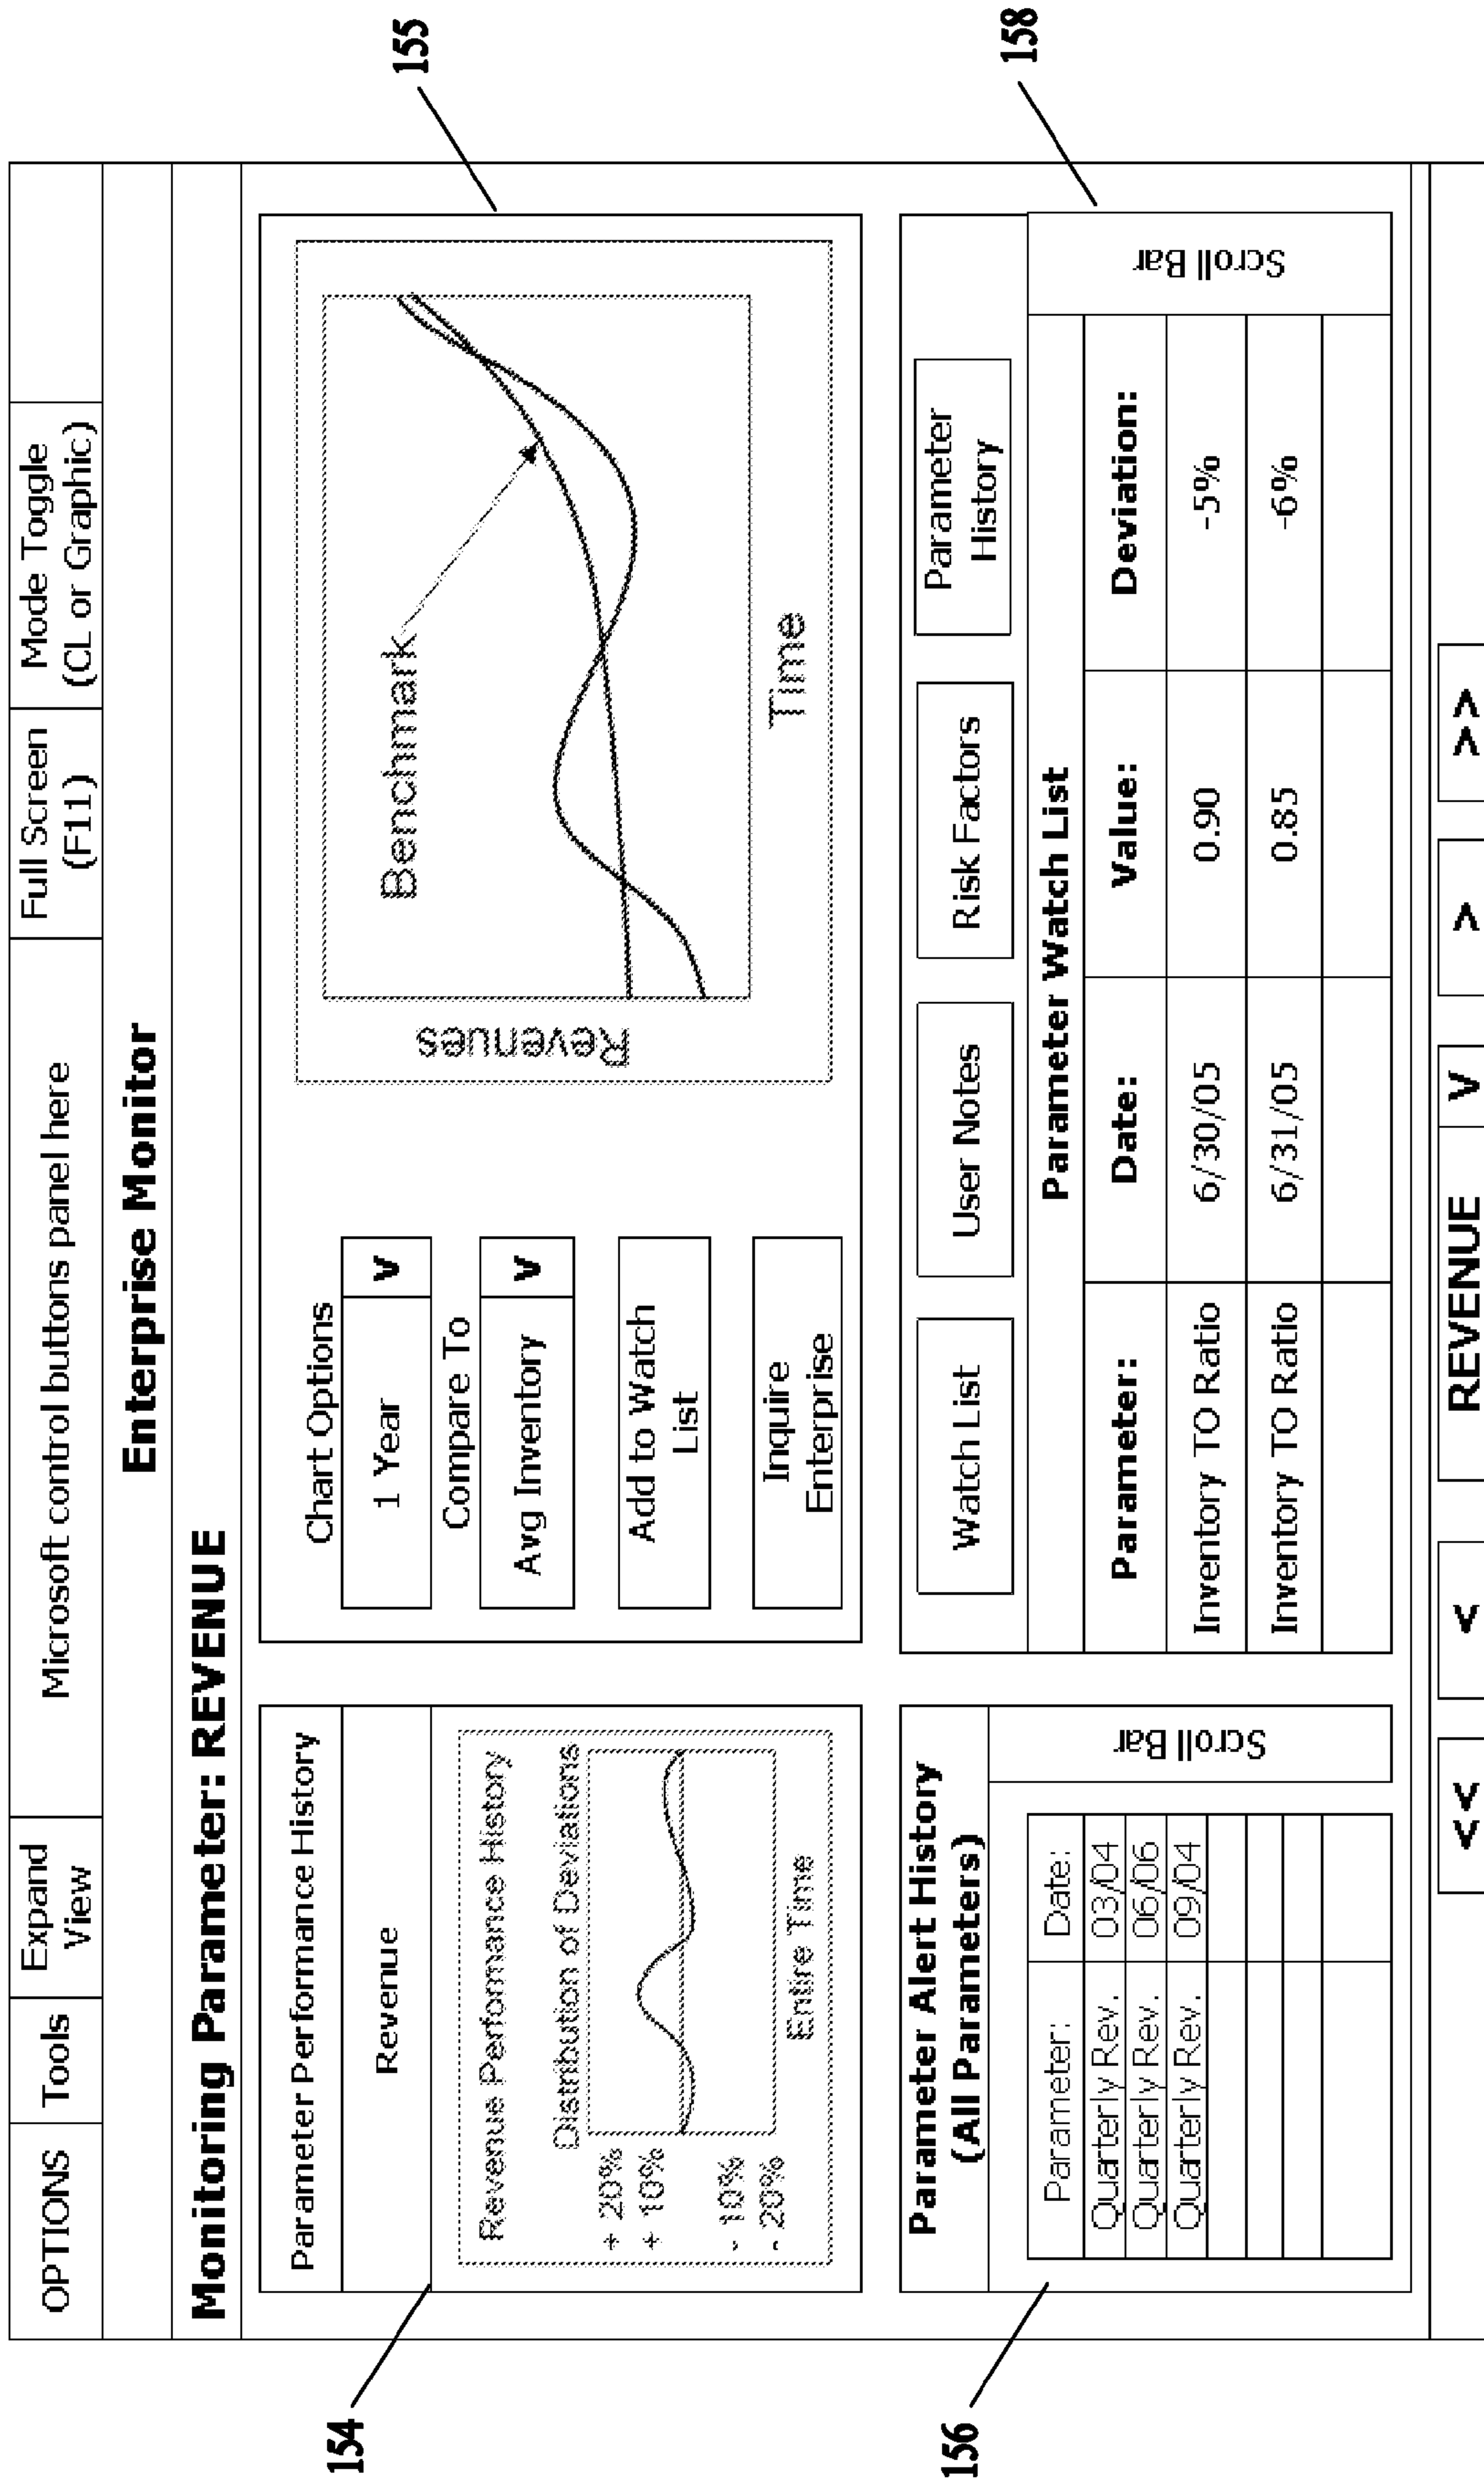 OPTIONS Tools Expand View Microsoft control buttons panel here Full Screen (F11) Mode Toggle (CL or Graphic)
Enterprise Monitor
Monitoring Parameter: REVENUE
154
Parameter Performance History
Revenue
Revenue Performance History
Distribution of Deviations
+ 20%
+ 10%
- 10%
- 20%
Entire Time
155
Chart Options
1 Year V
Compare To
Avg Inventory V
Add to Watch
List
Inquire
Enterprise
Revenues
Benchmark
Time
156
Parameter Alert History
(All Parameters)
Parameter: Date:
Quarterly Rev. 03/04
Quarterly Rev. 06/06
Quarterly Rev. 09/04
Scroll Bar
158
Watch List User Notes Risk Factors Parameter History
Parameter Watch List
Parameter: Date: Value: Deviation:
Inventory TO Ratio 6/30/05 0.90 -5%
Inventory TO Ratio 6/31/05 0.85 -6%
Scroll Bar
<< < REVENUE V > >>